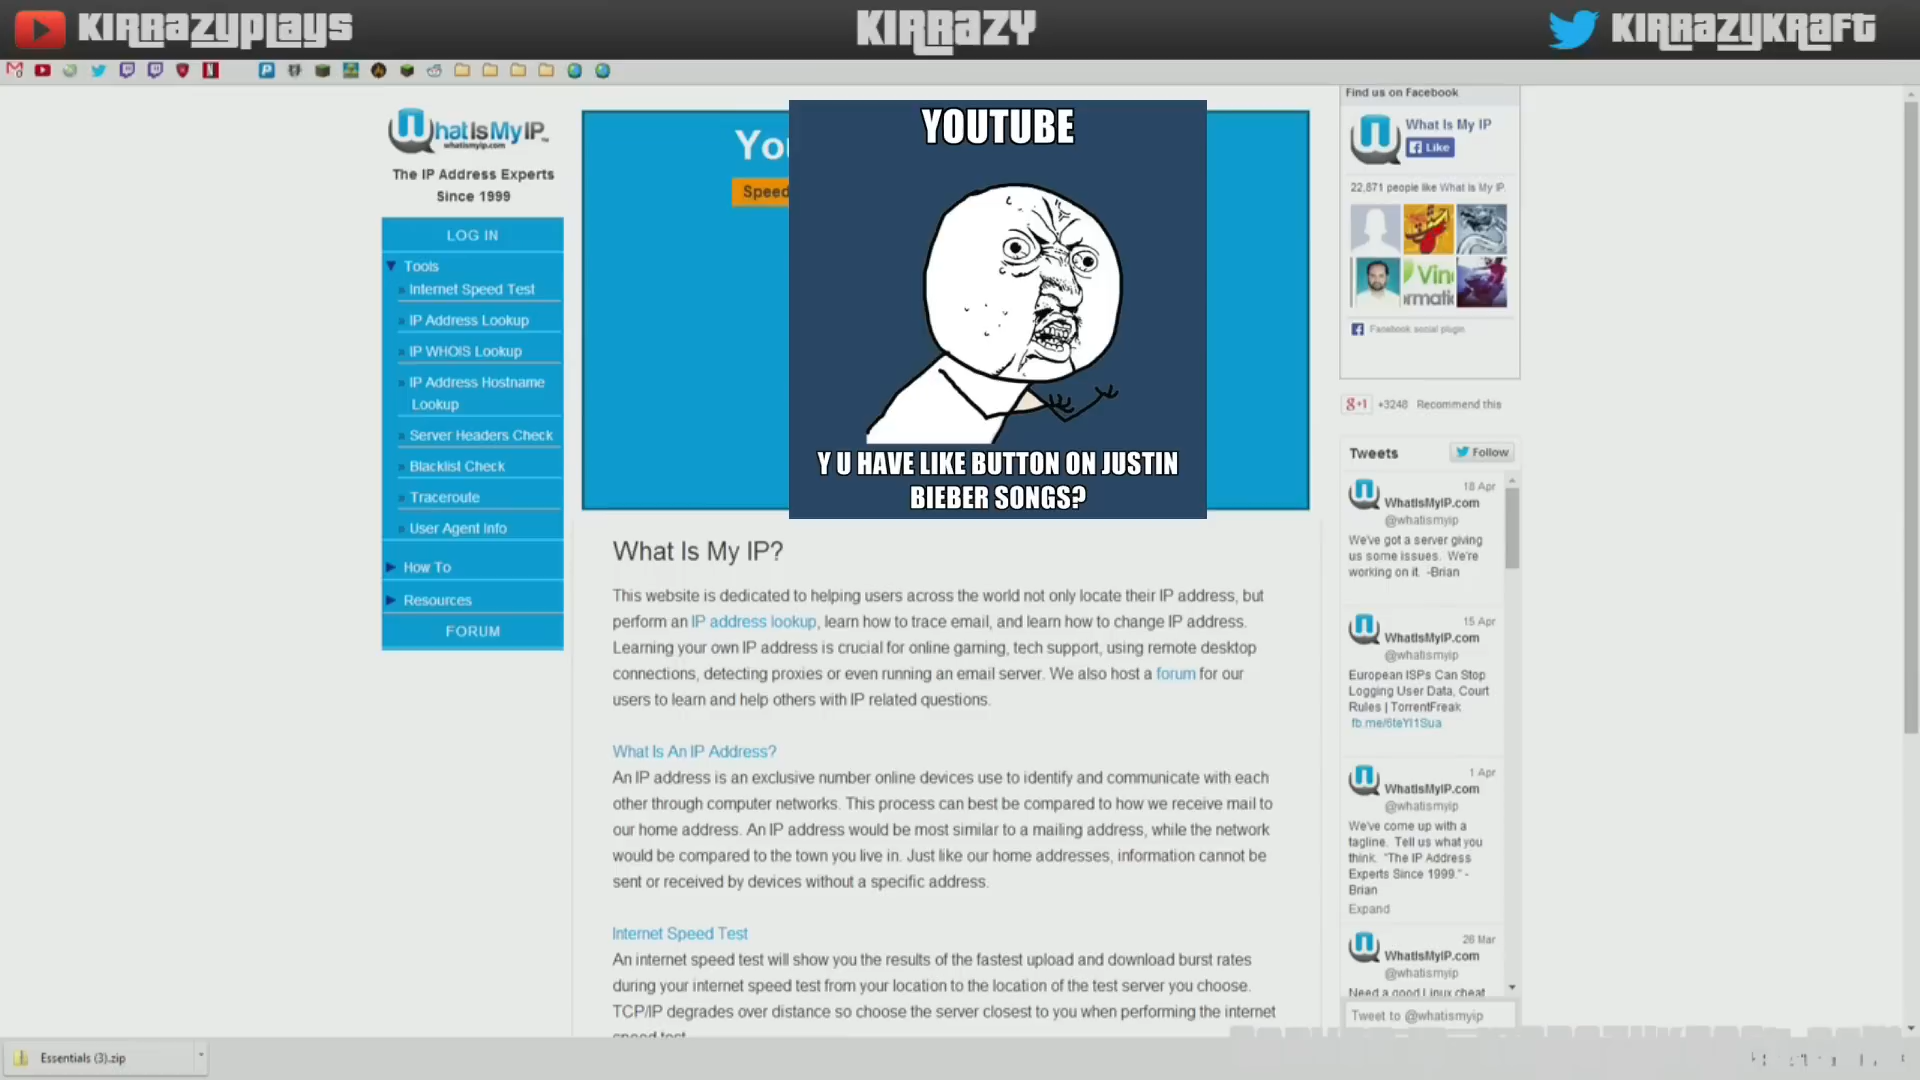 KIRRAZYPLAYS
KIRRAZY
KIRRAZYKRAFT
WhatIsMyIP
whatismyip.com
The IP Address Experts
Since 1999
LOG IN
Tools
» Internet Speed Test
» IP Address Lookup
» IP WHOIS Lookup
» IP Address Hostname
Lookup
» Server Headers Check
» Blacklist Check
» Traceroute
» User Agent Info
How To
Resources
FORUM
You
Speed
YOUTUBE
Y U HAVE LIKE BUTTON ON JUSTIN
BIEBER SONGS?
What Is My IP?
This website is dedicated to helping users across the world not only locate their IP address, but
perform an IP address lookup, learn how to trace email, and learn how to change IP address.
Learning your own IP address is crucial for online gaming, tech support, using remote desktop
connections, detecting proxies or even running an email server. We also host a forum for our
users to learn and help others with IP related questions.
What Is An IP Address?
An IP address is an exclusive number online devices use to identify and communicate with each
other through computer networks. This process can best be compared to how we receive mail to
our home address. An IP address would be most similar to a mailing address, while the network
would be compared to the town you live in. Just like our home addresses, information cannot be
sent or received by devices without a specific address.
Internet Speed Test
An internet speed test will show you the results of the fastest upload and download burst rates
during your internet speed test from your location to the location of the test server you choose.
TCP/IP degrades over distance so choose the server closest to you when performing the internet
speed test.
Find us on Facebook
What Is My IP
Like
22,871 people like What Is My IP.
Facebook social plugin
g+1 +3248 Recommend this
Tweets
Follow
18 Apr
WhatIsMyIP.com
@whatismyip
We've got a server giving
us some issues. We're
working on it. -Brian
15 Apr
WhatIsMyIP.com
@whatismyip
European ISPs Can Stop
Logging User Data, Court
Rules | TorrentFreak
fb.me/6teYI1Sua
1 Apr
WhatIsMyIP.com
@whatismyip
We've come up with a
tagline. Tell us what you
think. "The IP Address
Experts Since 1999." -
Brian
Expand
26 Mar
WhatIsMyIP.com
@whatismyip
Need a good Linux cheat
Tweet to @whatismyip
Essentials (3).zip